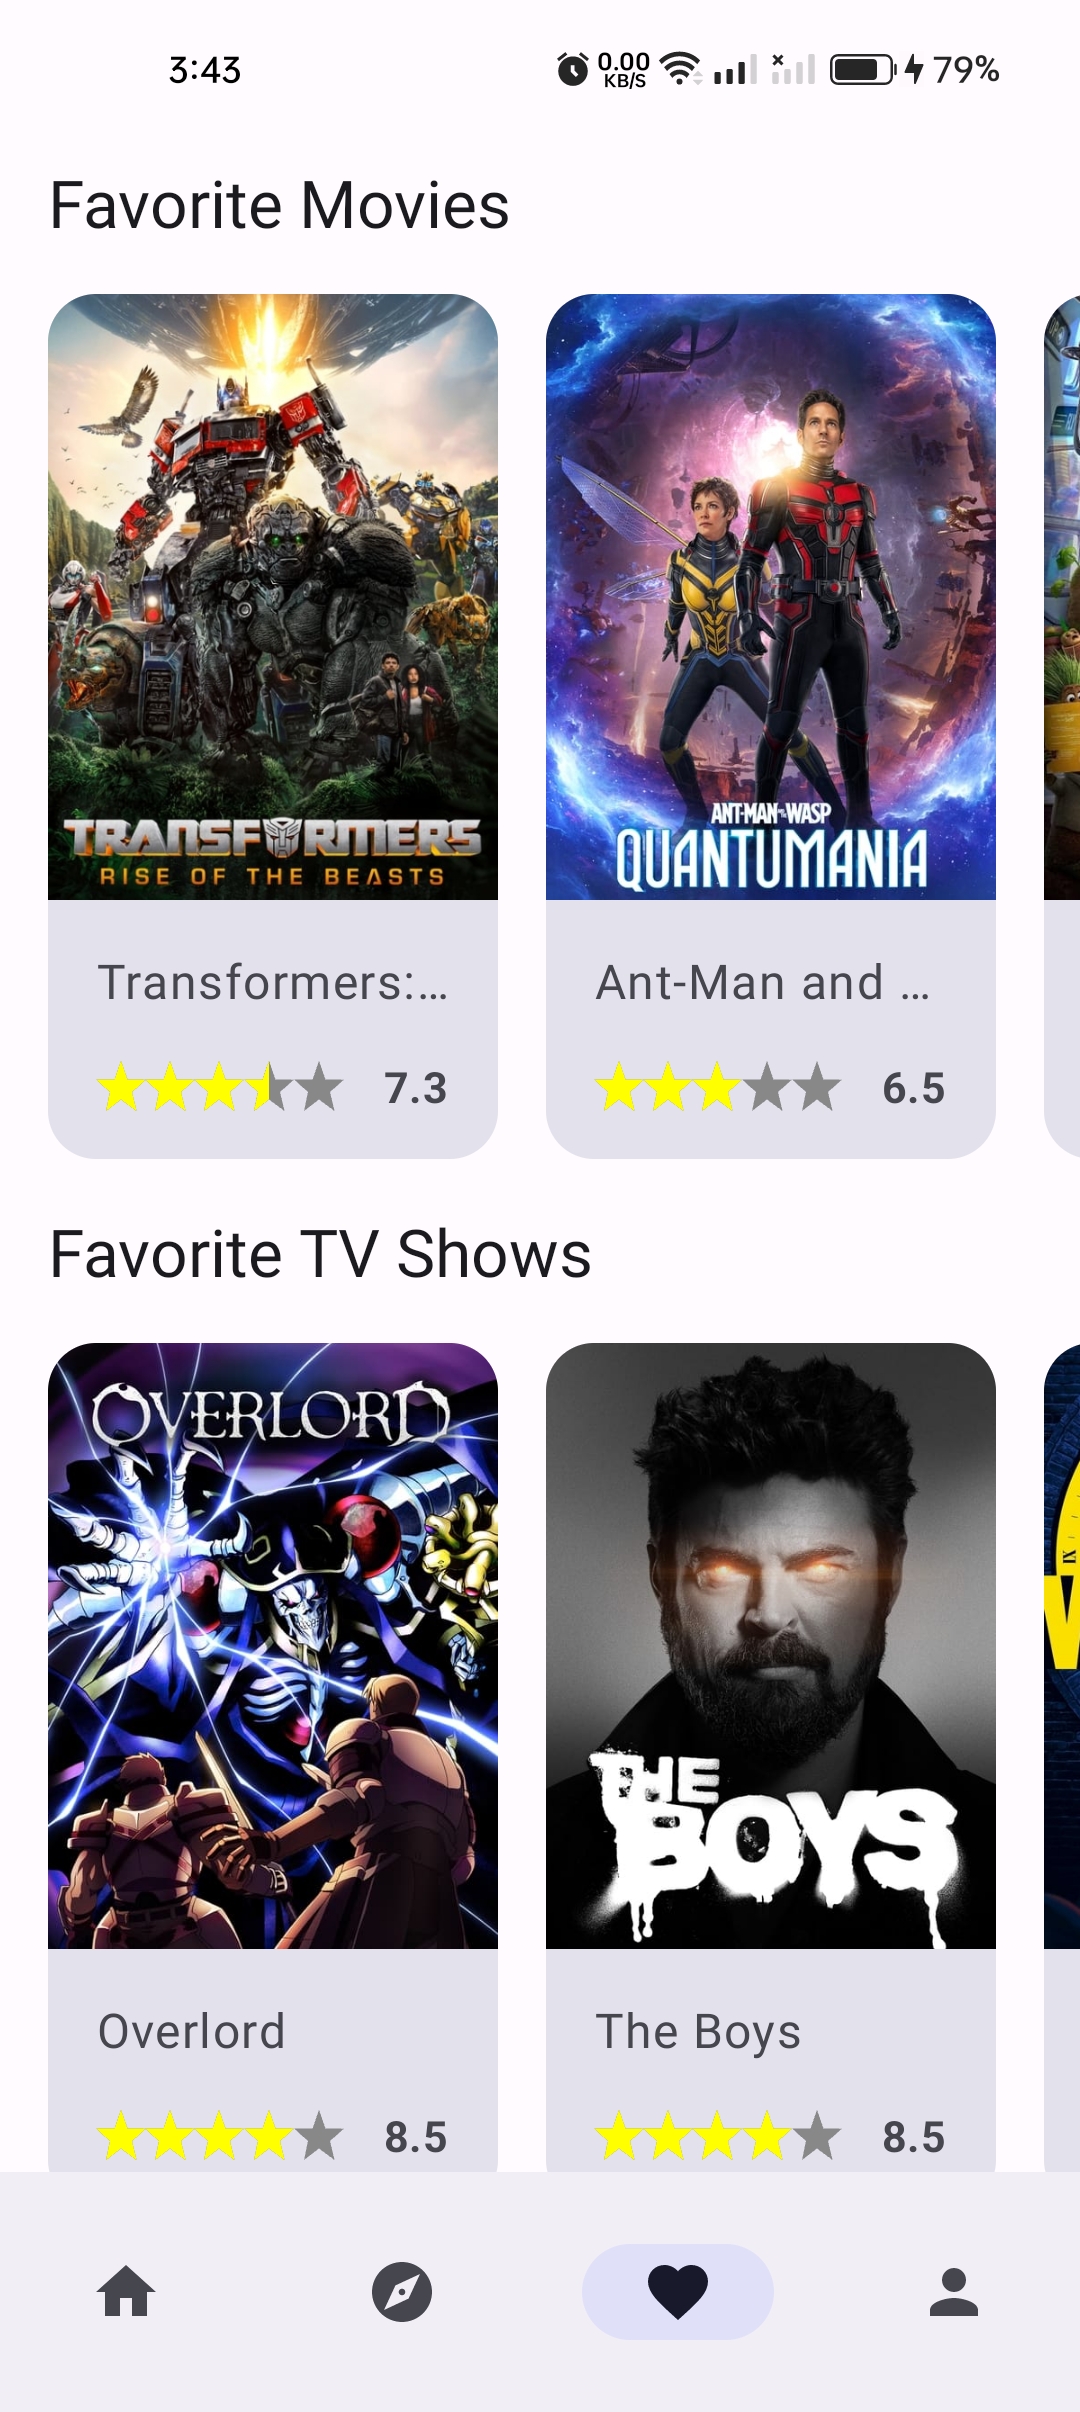 3:43
0.00
KB/S
79%
Favorite Movies
TRANSFORMERS
RISE OF THE BEASTS
ANT-MAN AND THE WASP
QUANTUMANIA
Transformers:...
Ant-Man and ...
7.3
6.5
Favorite TV Shows
OVERLORD
THE
BOYS
IX
Overlord
The Boys
8.5
8.5